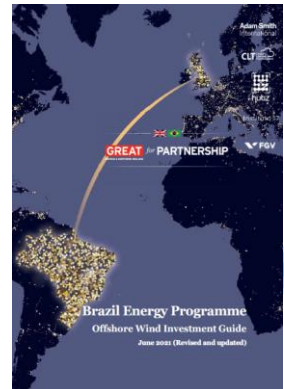 Adam Smith
International
CLT
hubz
GREAT for PARTNERSHIP
FGV
Brazil Energy Programme
Offshore Wind Investment Guide
June 2021 (Revised and updated)